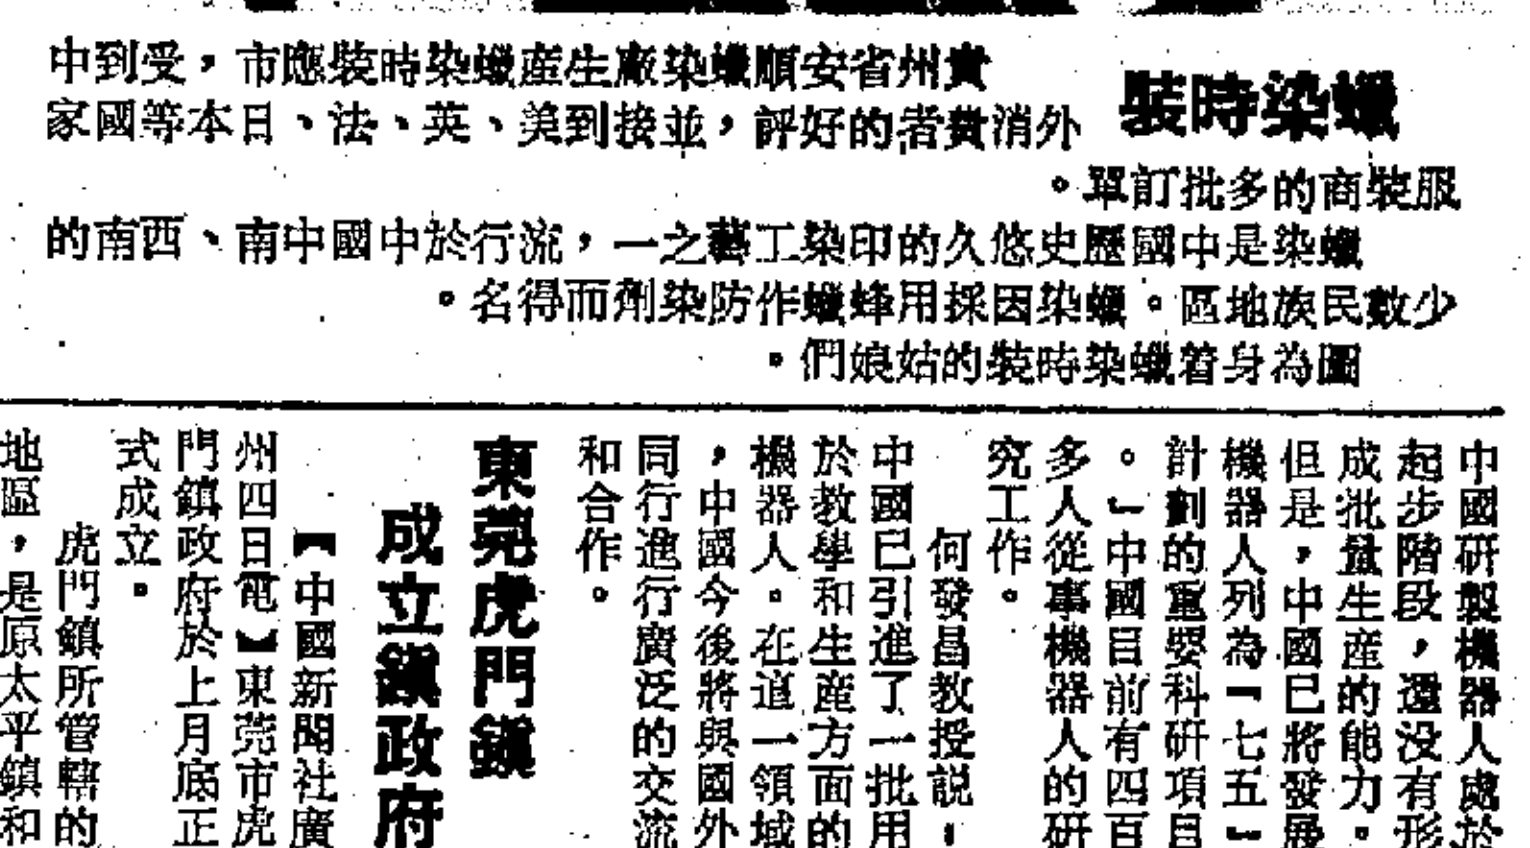 蠟染時裝
貴州省安順蠟染廠生產蠟染時裝應市，受到中
外消費者的好評，並接到美、英、法、日本等國家
服裝商的多批訂單。
蠟染是中國歷史悠久的印染工藝之一，流行於中國中南、西南的
少數民族地區。蠟染因採用蜂蠟作防染劑而得名。
圖為身着蠟染時裝的姑娘們。
中國研製機器人處於
起步階段，還没有形
成批量生産的能力。
但是，中國已將發展
機器人列為「七五」
計劃的重要科研項目
。」中國目前有四百
多人從事機器人的研
究工作。
何發昌教授説，
中國已引進了一批用
於教學和生産方面的
機器人。在這一領域
，中國今後將與國外
同行進行廣泛的交流
和合作。
東莞虎門鎮
成立鎮政府
【中國新聞社廣
州四日電】東莞市虎
門鎮政府於上月底正
式成立。
虎門鎮所管轄的
地區，是原太平鎮和